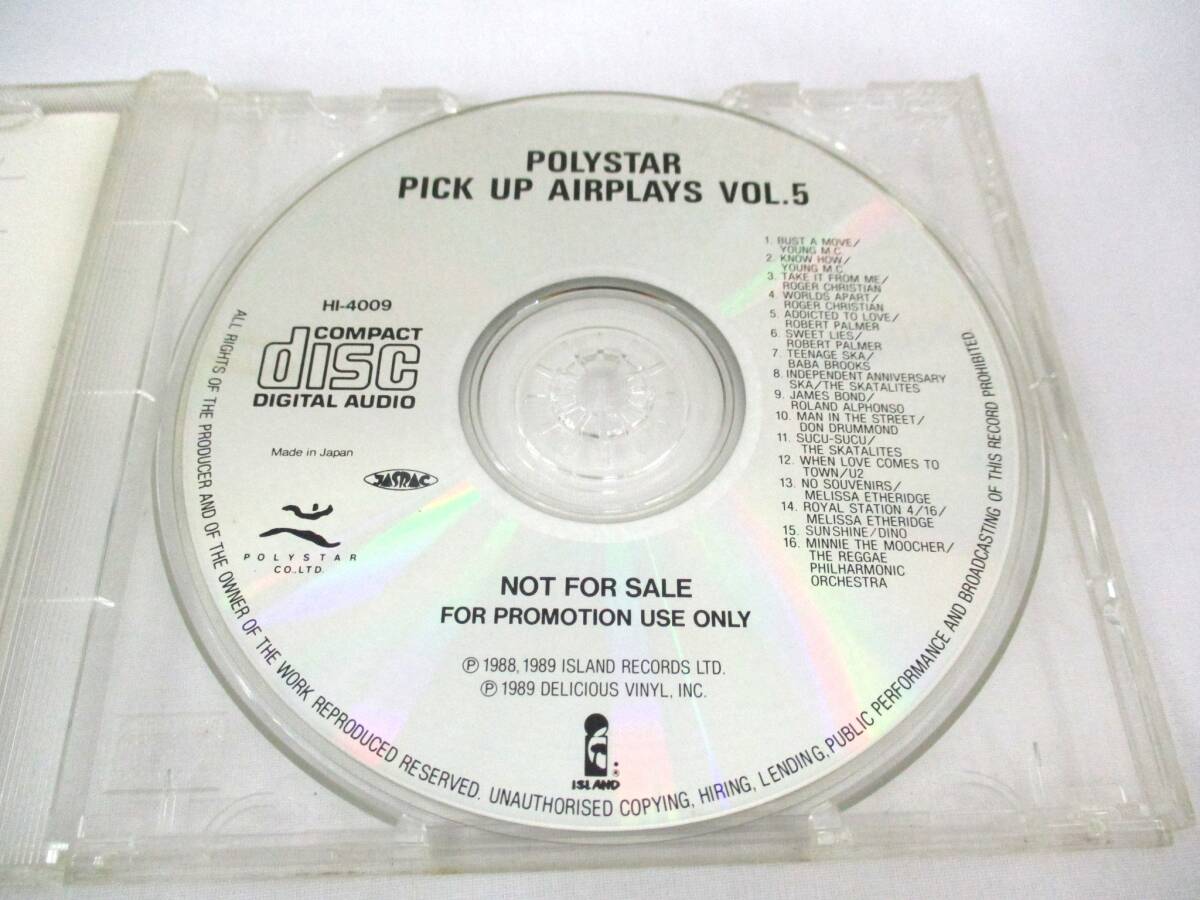 POLYSTAR
PICK UP AIRPLAYS VOL.5
HI-4009
COMPACT
disc
DIGITAL AUDIO
Made in Japan
JASRAC
POLYSTAR
CO.,LTD.
1. BUST A MOVE/
YOUNG M.C.
2. KNOW HOW/
YOUNG M.C.
3. TAKE IT FROM ME/
ROGER CHRISTIAN
4. WORLDS APART/
ROGER CHRISTIAN
5. ADDICTED TO LOVE/
ROBERT PALMER
6. SWEET LIES/
ROBERT PALMER
7. TEENAGE SKA/
BABA BROOKS
8. INDEPENDENT ANNIVERSARY
SKA/THE SKATALITES
9. JAMES BOND/
ROLAND ALPHONSO
10. MAN IN THE STREET/
DON DRUMMOND
11. SUCU-SUCU/
THE SKATALITES
12. WHEN LOVE COMES TO
TOWN/U2
13. NO SOUVENIRS/
MELISSA ETHERIDGE
14. ROYAL STATION 4/16/
MELISSA ETHERIDGE
15. SUNSHINE/DINO
16. MINNIE THE MOOCHER/
THE REGGAE
PHILHARMONIC
ORCHESTRA
NOT FOR SALE
FOR PROMOTION USE ONLY
Ⓟ 1988, 1989 ISLAND RECORDS LTD.
Ⓟ 1989 DELICIOUS VINYL, INC.
ISLAND®
ALL RIGHTS OF THE PRODUCER AND OF THE OWNER OF THE WORK REPRODUCED RESERVED. UNAUTHORISED COPYING, HIRING, LENDING, PUBLIC PERFORMANCE AND BROADCASTING OF THIS RECORD PROHIBITED.